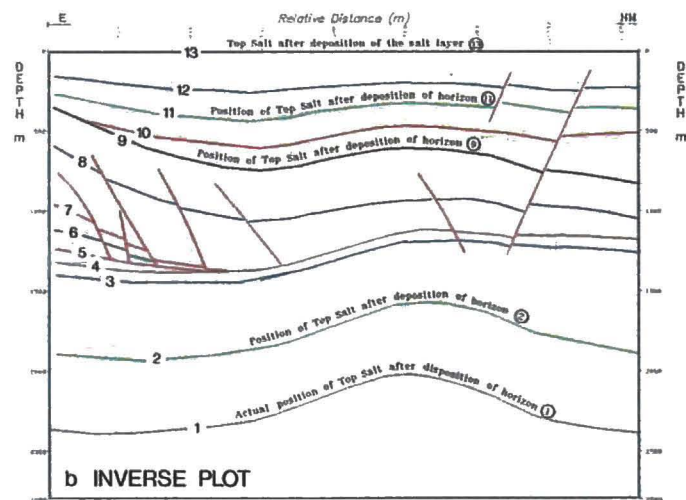 E
Relative Distance (m)
NW
13
Top Salt after deposition of the salt layer 13
DEPTH m
DEPTH m
12
11
Position of Top Salt after deposition of horizon 11
10
9
Position of Top Salt after deposition of horizon 9
8
7
6
5
4
3
Position of Top Salt after deposition of horizon 2
2
Actual position of Top Salt after disposition of horizon 1
1
b INVERSE PLOT